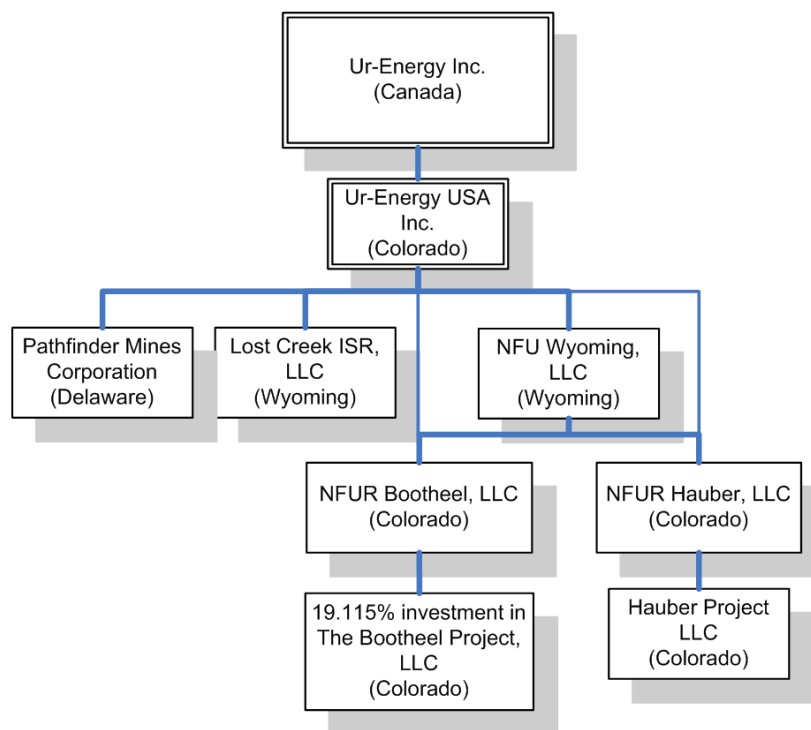 Ur-Energy Inc.
(Canada)
Ur-Energy USA
Inc.
(Colorado)
Pathfinder Mines
Corporation
(Delaware)
Lost Creek ISR,
LLC
(Wyoming)
NFU Wyoming,
LLC
(Wyoming)
NFUR Bootheel, LLC
(Colorado)
NFUR Hauber, LLC
(Colorado)
19.115% investment in
The Bootheel Project,
LLC
(Colorado)
Hauber Project
LLC
(Colorado)